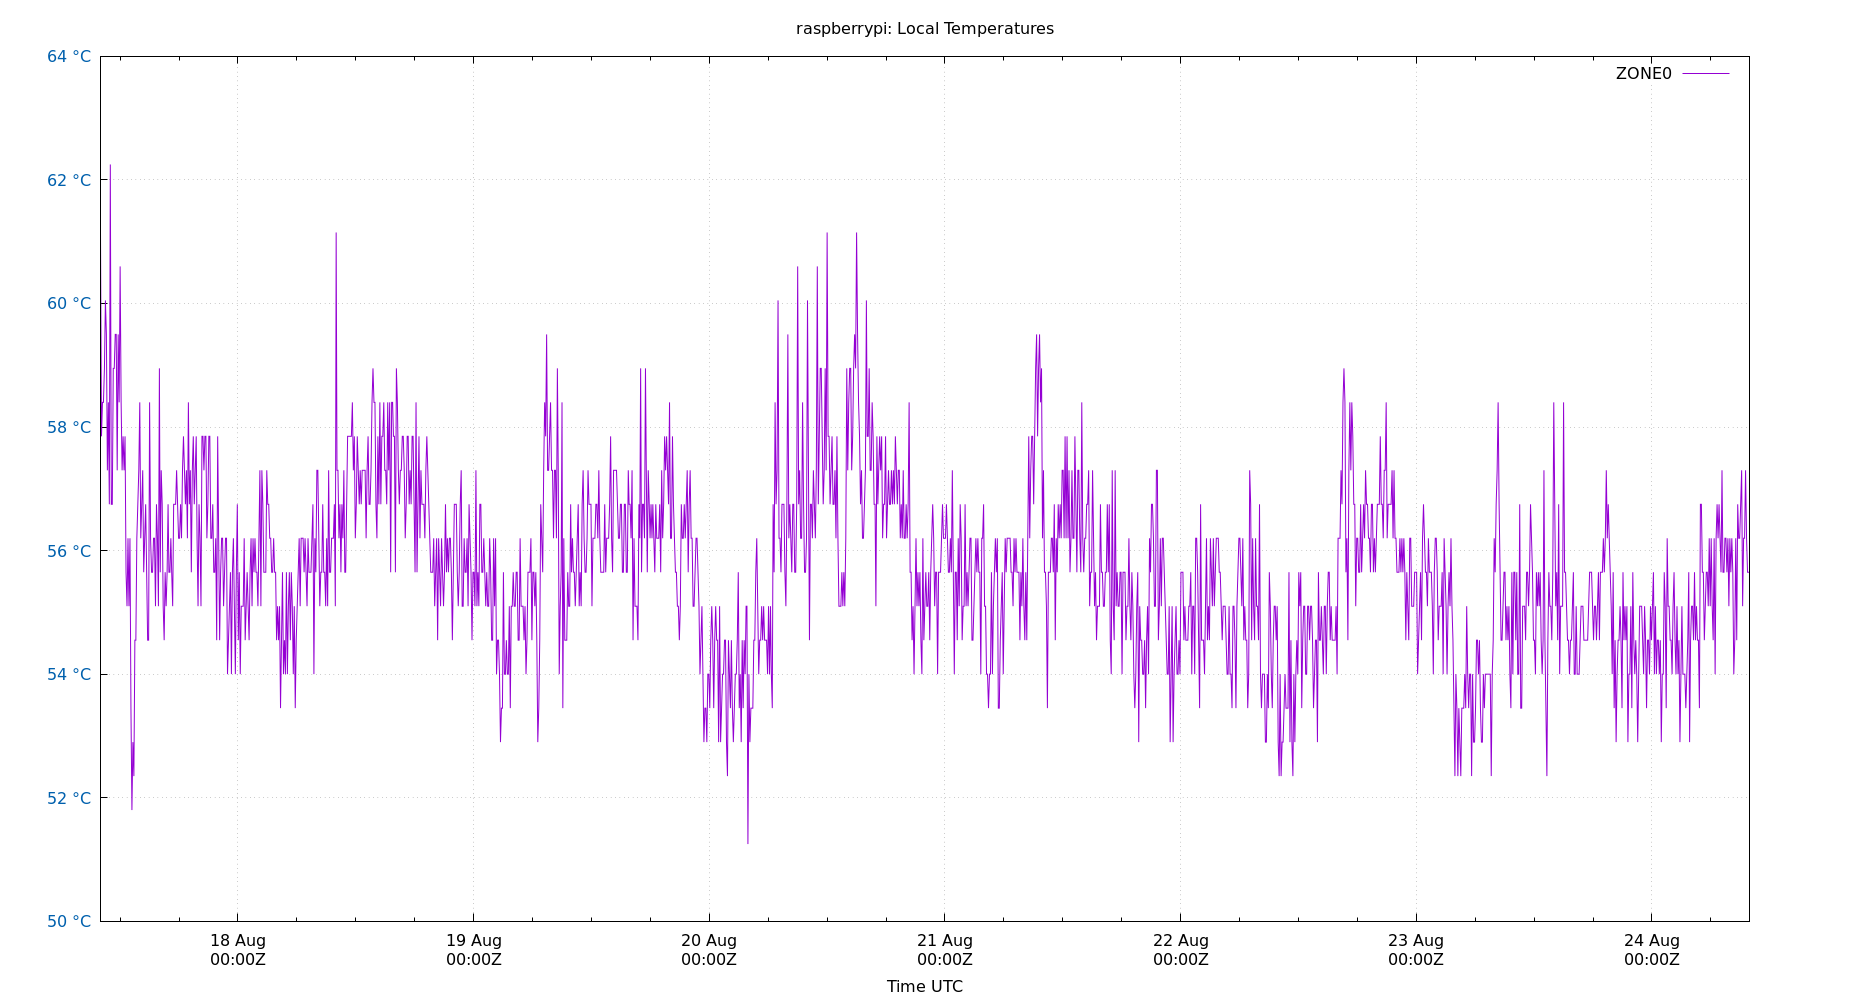 raspberrypi: Local Temperatures
ZONE0
64 °C
62 °C
60 °C
58 °C
56 °C
54 °C
52 °C
50 °C
18 Aug 19 Aug 20 Aug 21 Aug 22 Aug 23 Aug 24 Aug
00:00Z 00:00Z 00:00Z 00:00Z 00:00Z 00:00Z 00:00Z
Time UTC